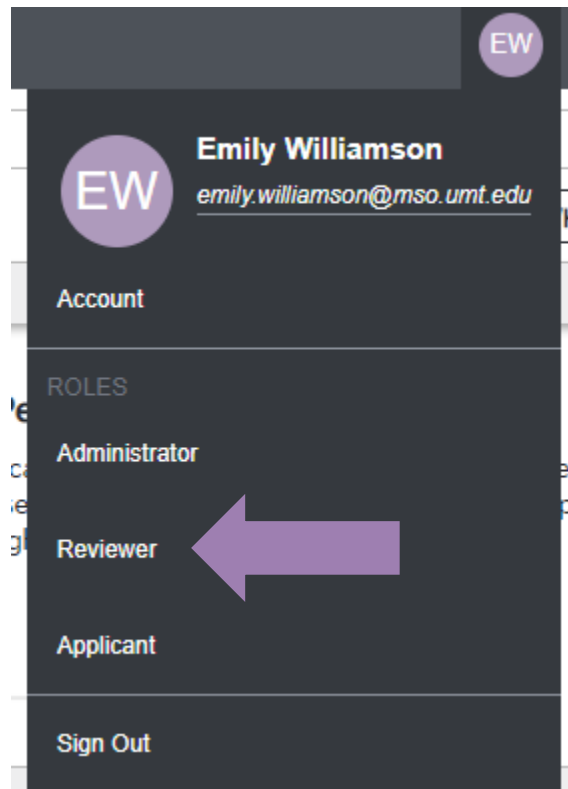 EW
EW
Emily Williamson
emily.williamson@mso.umt.edu
Account
ROLES
Administrator
Reviewer
Applicant
Sign Out